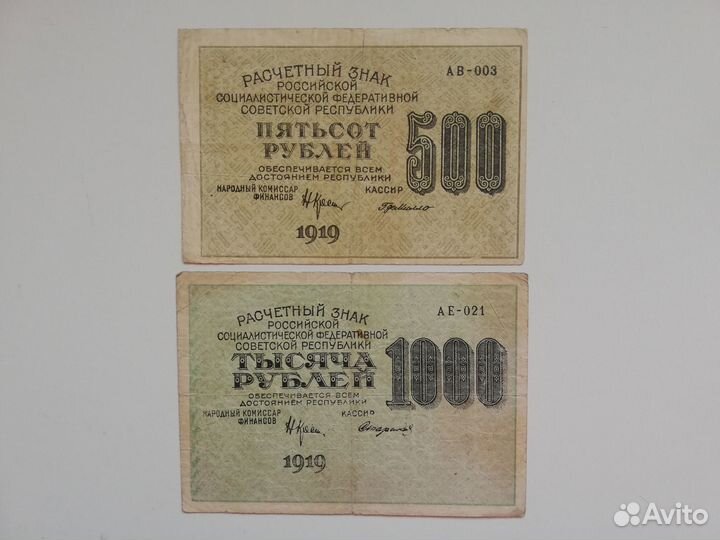 РАСЧЕТНЫЙ ЗНАК
АВ-003
РОССИЙСКОЙ
СОЦИАЛИСТИЧЕСКОЙ ФЕДЕРАТИВНОЙ
СОВЕТСКОЙ РЕСПУБЛИКИ
ПЯТЬСОТ
РУБЛЕЙ
500
ОБЕСПЕЧИВАЕТСЯ ВСЕМ
ДОСТОЯНИЕМ РЕСПУБЛИКИ
НАРОДНЫЙ КОМИССАР
ФИНАНСОВ
КАССИР
1919
РАСЧЕТНЫЙ ЗНАК
АЕ-021
РОССИЙСКОЙ
СОЦИАЛИСТИЧЕСКОЙ ФЕДЕРАТИВНОЙ
СОВЕТСКОЙ РЕСПУБЛИКИ
ТЫСЯЧА
РУБЛЕЙ
1000
ОБЕСПЕЧИВАЕТСЯ ВСЕМ
ДОСТОЯНИЕМ РЕСПУБЛИКИ
НАРОДНЫЙ КОМИССАР
ФИНАНСОВ
КАССИР
1919
Avito